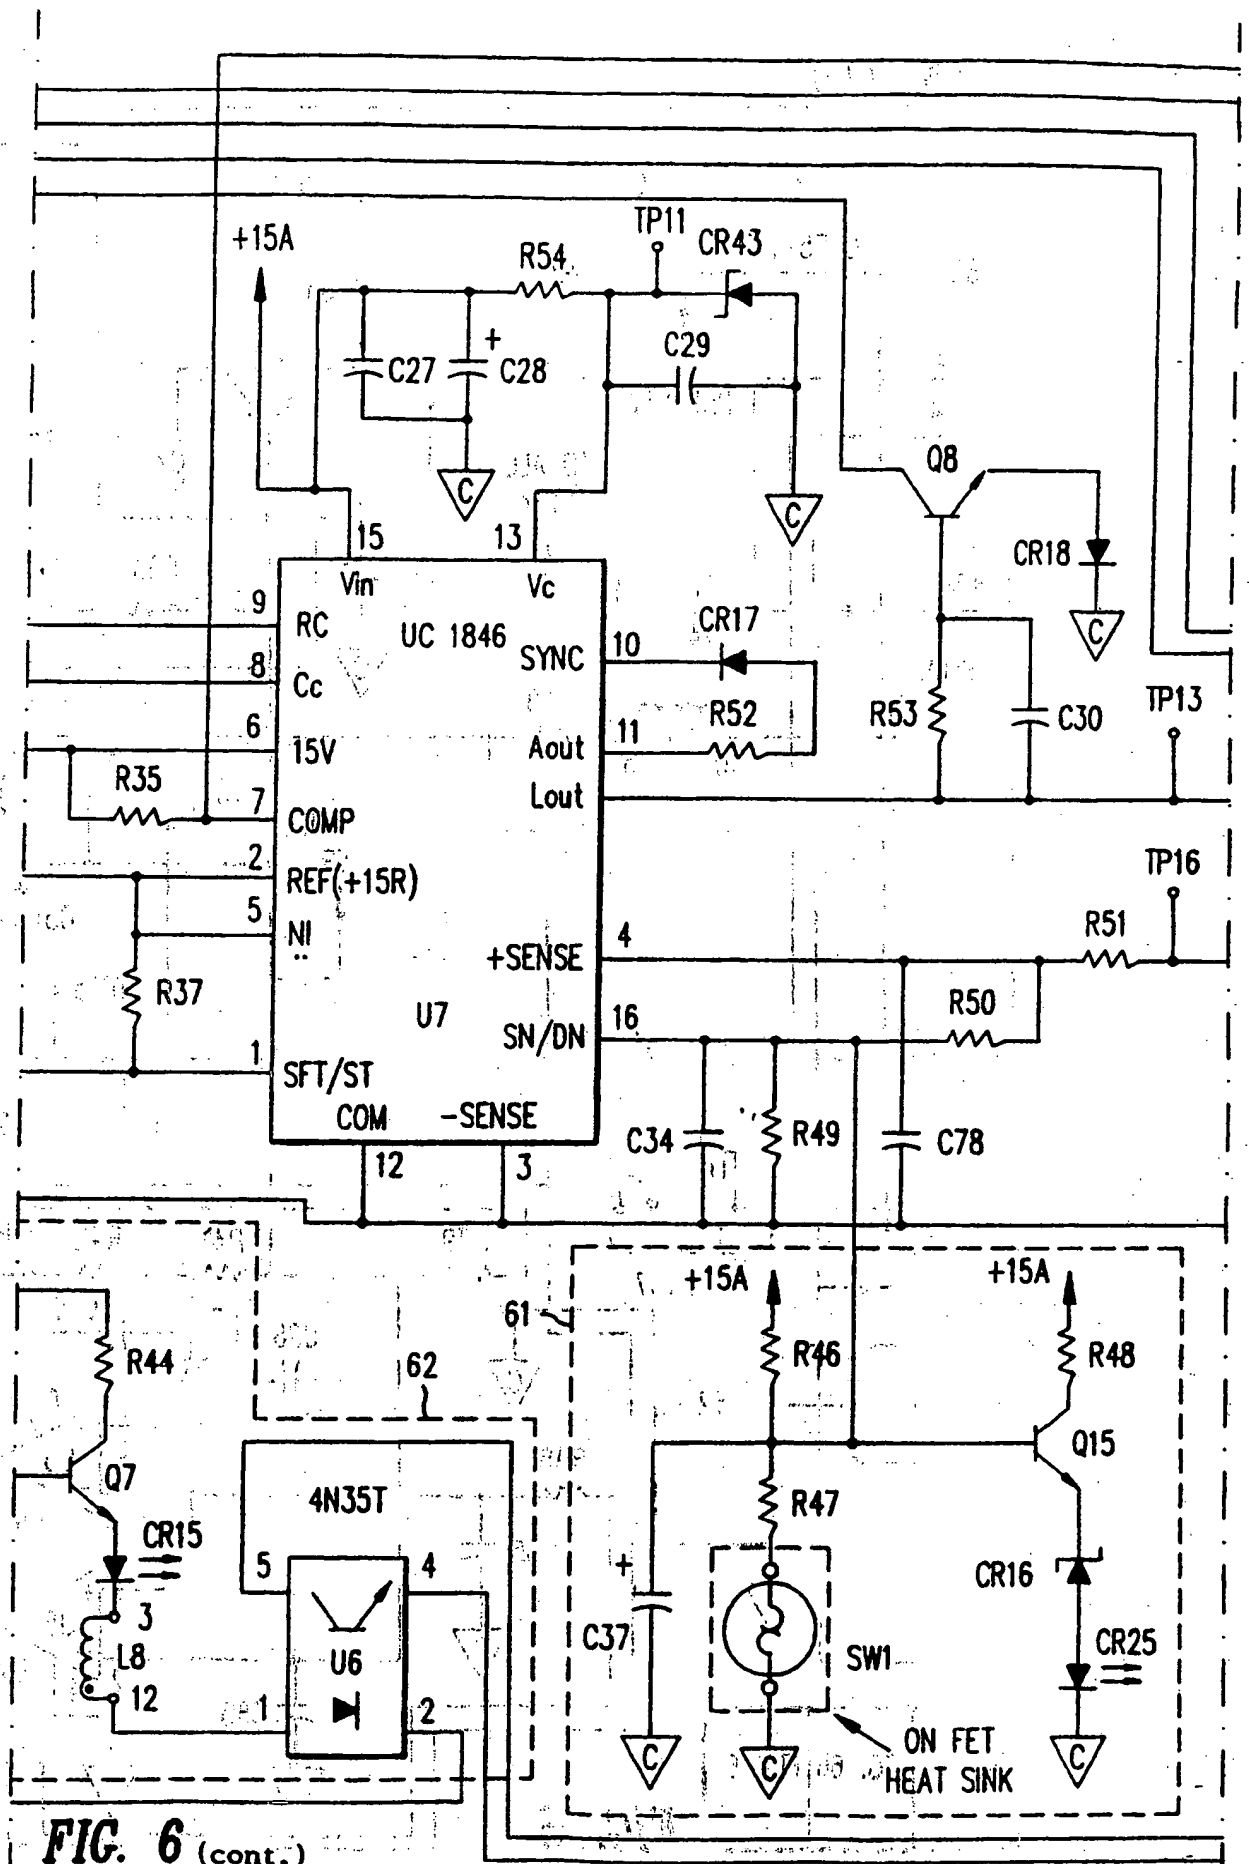 TP11
+15A
R54
CR43
C29
+
C27
C28
C
Q8
C
15
13
CR18
Vin
Vc
9
RC
UC 1846
CR17
C
SYNC
10
8
Cc
R52
R53
C30
TP13
6
15V
Aout
11
R35
Lout
7
COMP
2
REF(+15R)
TP16
5
NI
R51
+SENSE
4
R37
U7
R50
SN/DN
16
1
SFT/ST
COM
-SENSE
C34
R49
C78
12
3
+15A
+15A
61
R44
62
R46
R48
Q15
Q7
4N35T
R47
CR15
5
4
+
CR16
3
C37
L8
U6
SW1
CR25
12
1
2
C
C
C
ON FET
HEAT SINK
FIG. 6 (cont.)